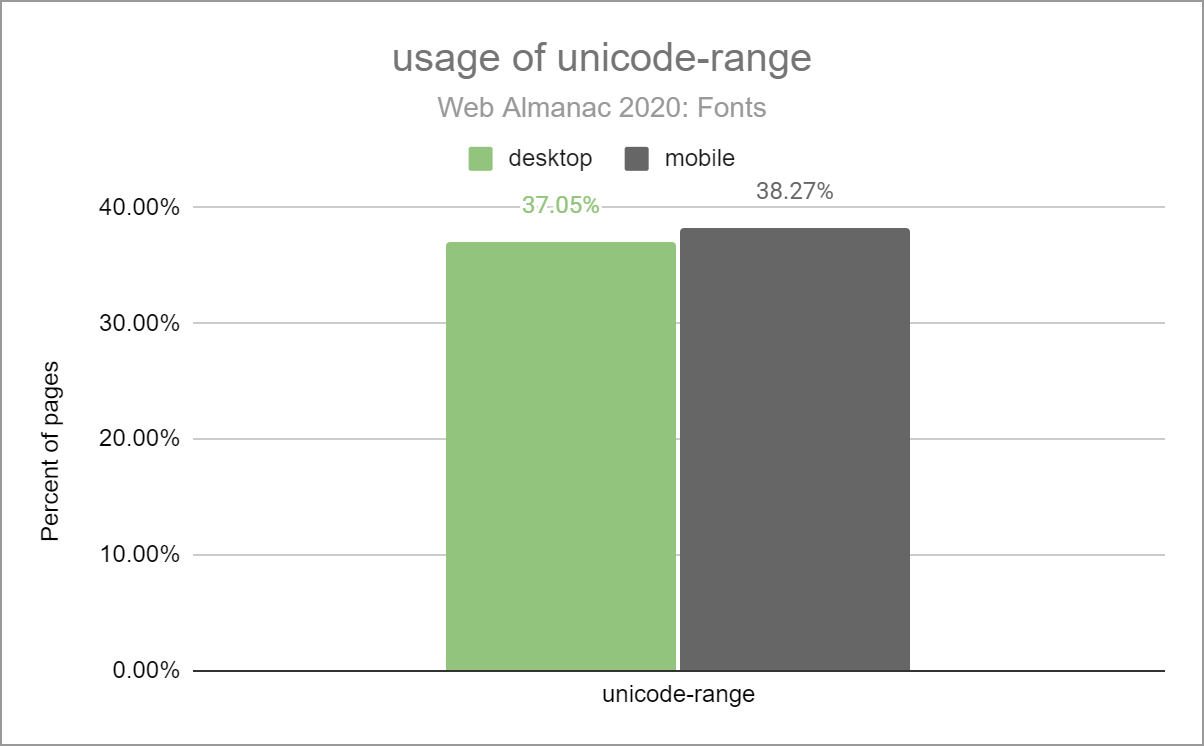 usage of unicode-range
Web Almanac 2020: Fonts
desktop mobile
37.05% 38.27%
40.00%
30.00%
20.00%
10.00%
0.00%
Percent of pages
unicode-range